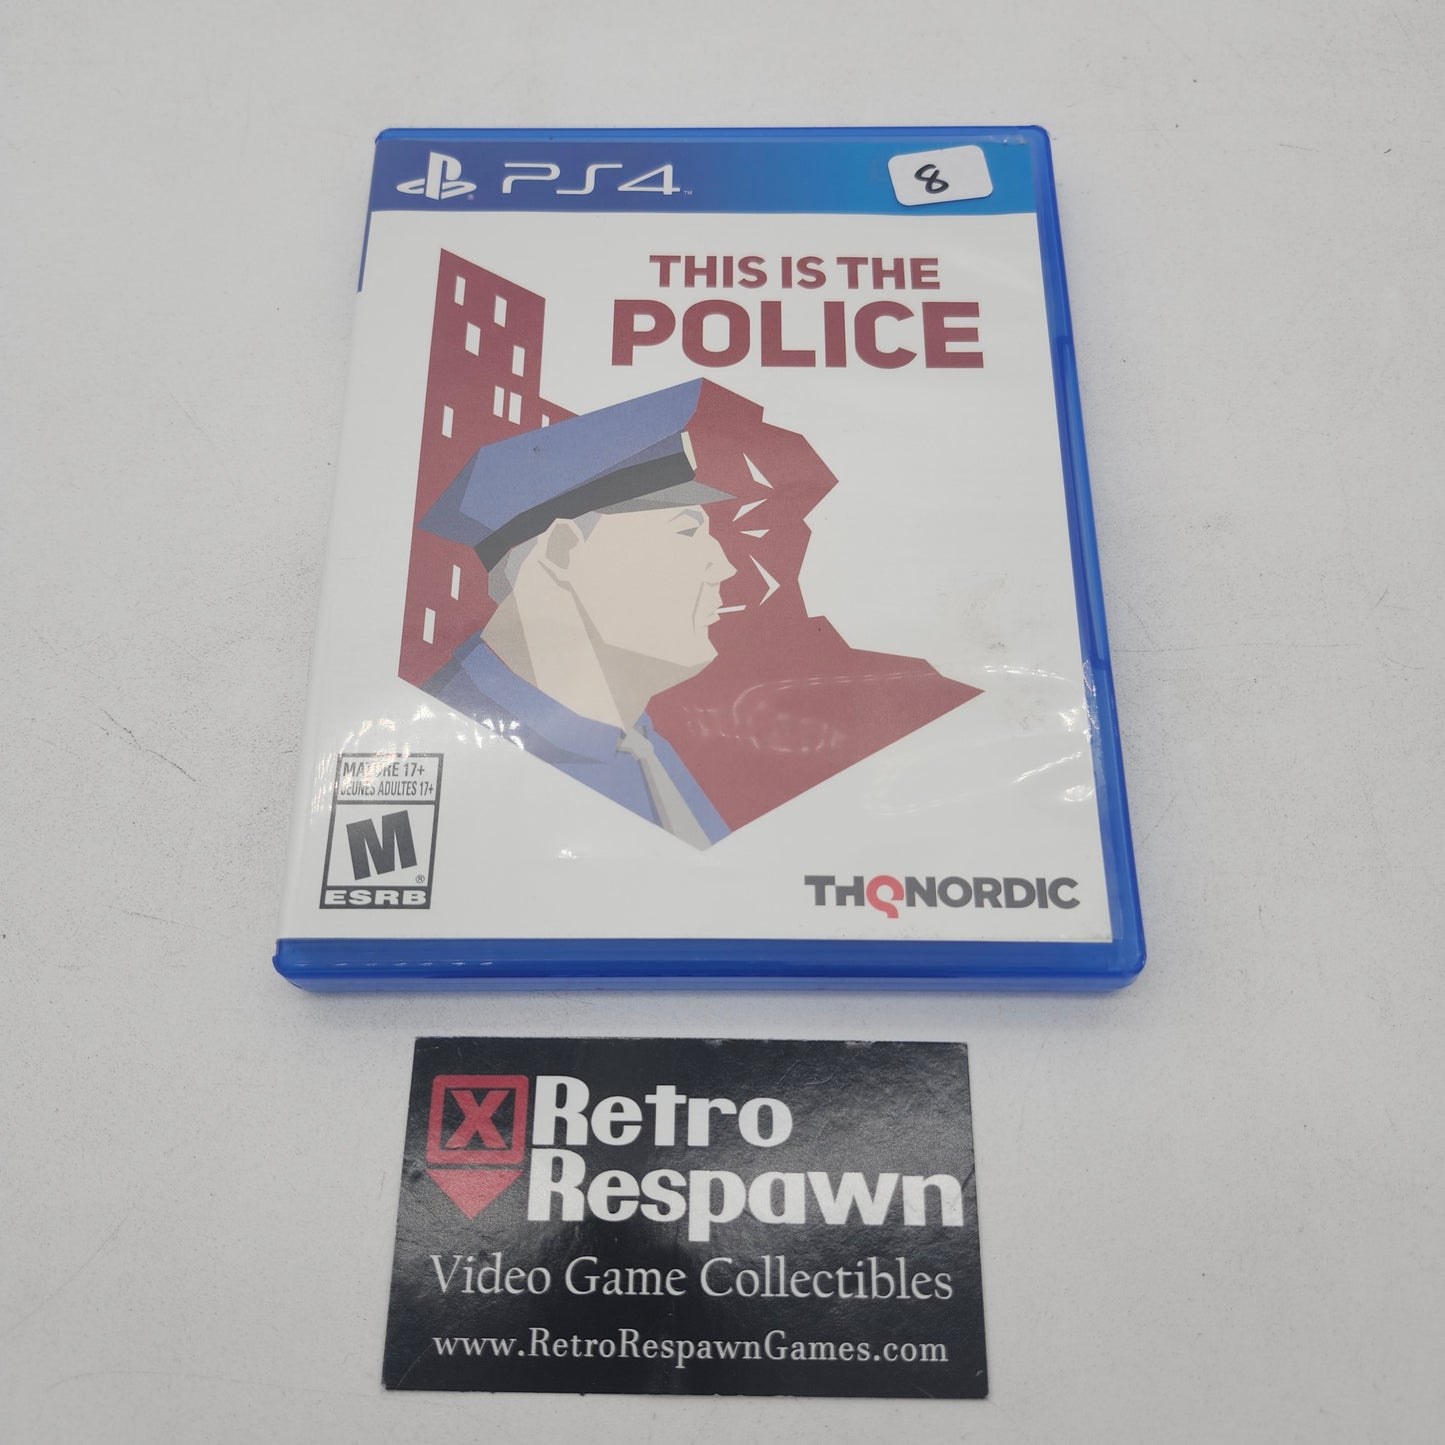 PS4™
8
THIS IS THE
POLICE
MATURE 17+
JEUNES ADULTES 17+
M®
ESRB
THQNORDIC
X Retro
Respawn
Video Game Collectibles
www.RetroRespawnGames.com